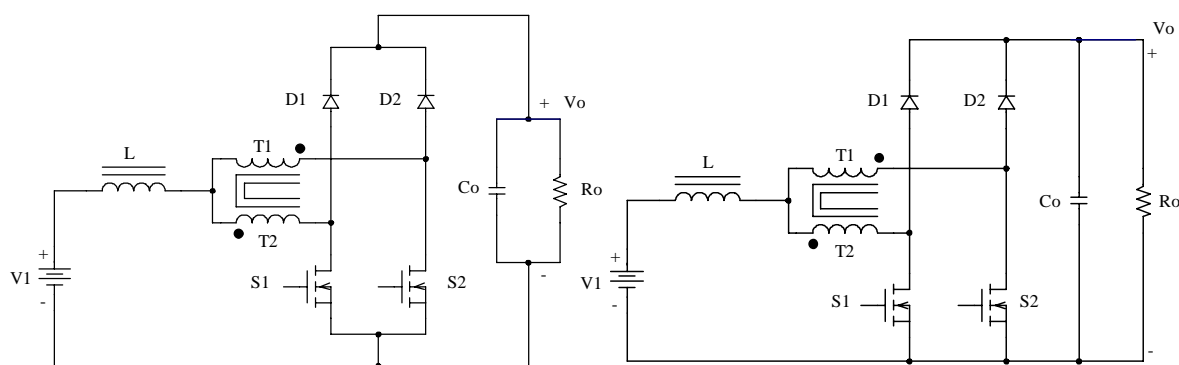 D1
D2
+
Vo
T1
L
Co
Ro
T2
+
V1
-
S1
S2
-
Vo
+
D1
D2
T1
L
Co
Ro
T2
+
V1
-
S1
S2
-